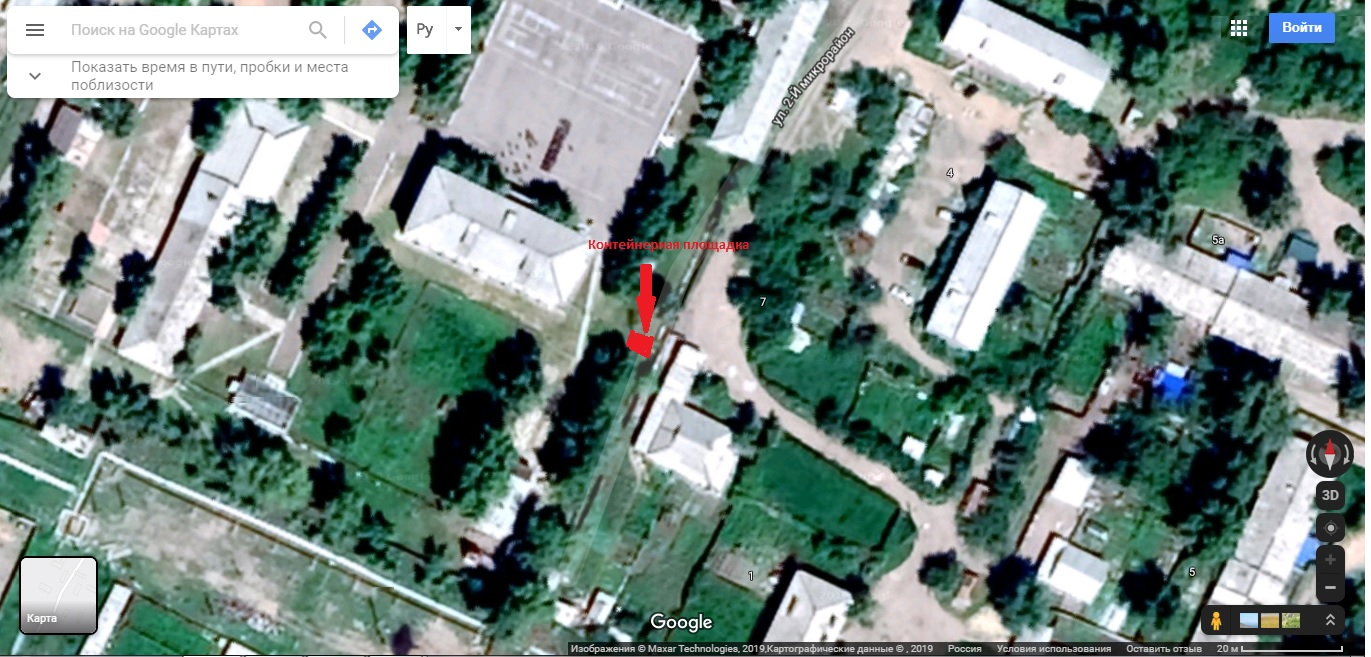 Поиск на Google Картах
Ру
Войти
Показать время в пути, пробки и места
поблизости
ул. 2-й микрорайон
4
5а
Контейнерная площадка
7
3D
1
5
Карта
Google
Изображения © Maxar Technologies, 2019,Картографические данные © , 2019 Россия Условия использования Оставить отзыв 20 м